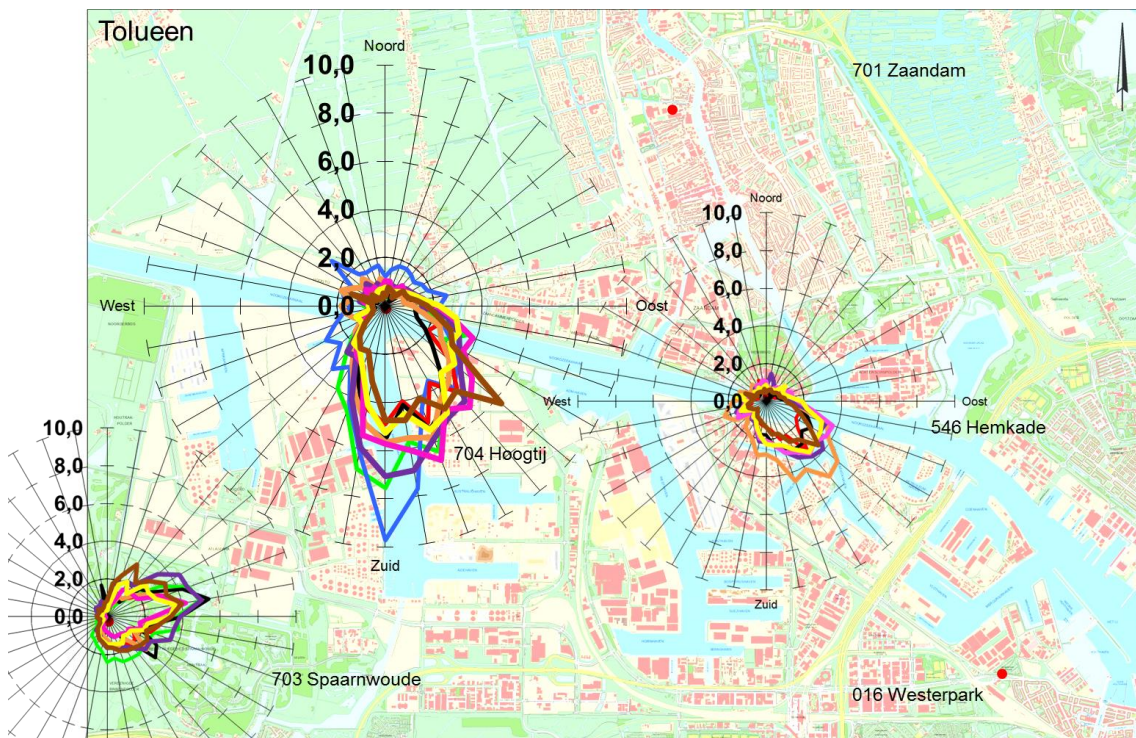 Tolueen
Noord
10,0
8,0
6,0
4,0
2,0
0,0
West
Oost
Zuid
704 Hoogtij
701 Zaandam
Noord
10,0
8,0
6,0
4,0
2,0
0,0
West
Oost
Zuid
546 Hemkade
10,0
8,0
6,0
4,0
2,0
0,0
703 Spaarnwoude
016 Westerpark